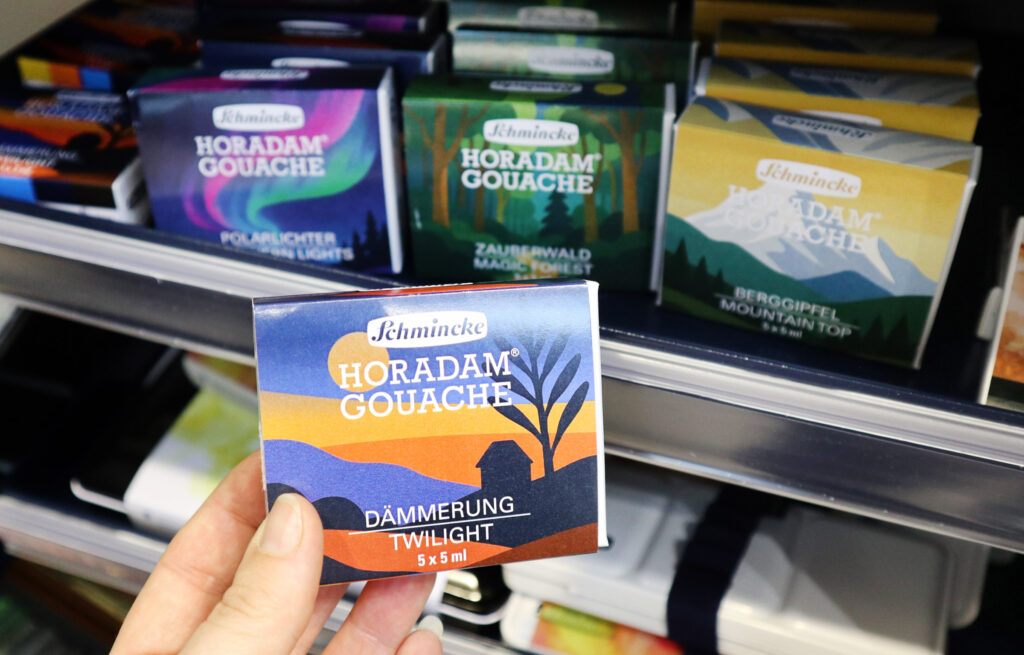 Schmincke
HORADAM®
GOUACHE
POLARLICHTER
LIGHTS
Schmincke
HORADAM®
GOUACHE
ZAUBERWALD
MAGIC FOREST
Schmincke
HORADAM®
GOUACHE
BERGGIPFEL
MOUNTAIN TOP
5 x 5 ml
Schmincke
HORADAM®
GOUACHE
DÄMMERUNG
TWILIGHT
5 x 5 ml